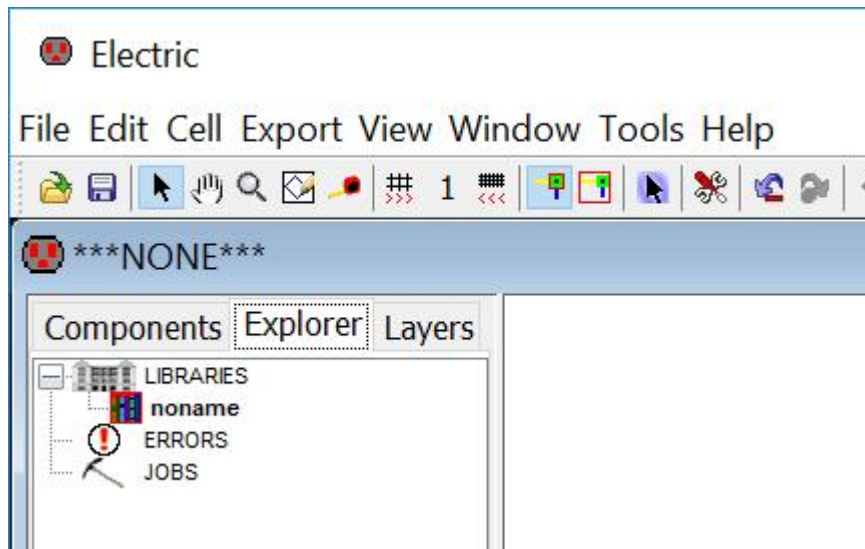 Electric
File Edit Cell Export View Window Tools Help
1
***NONE***
Components Explorer Layers
LIBRARIES
noname
ERRORS
JOBS